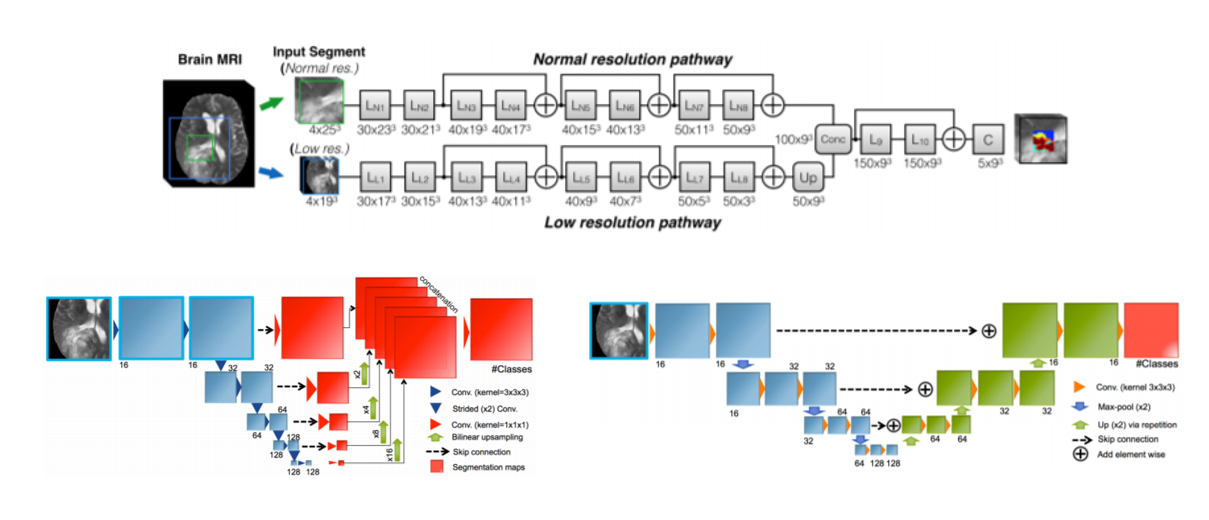 Brain MRI
Input Segment
(Normal res.)
Normal resolution pathway
LN1 LN2 LN3 LN4 LN5 LN6 LN7 LN8
4x25³ 30x23³ 30x21³ 40x19³ 40x17³ 40x15³ 40x13³ 50x11³ 50x9³
100x9³ Conc L9 L10 C
150x9³ 150x9³ 5x9³
(Low res.)
LL1 LL2 LL3 LL4 LL5 LL6 LL7 LL8 Up
4x19³ 30x17³ 30x15³ 40x13³ 40x11³ 40x9³ 40x7³ 50x5³ 50x3³ 50x9³
Low resolution pathway
concatenation
16 16
32 32
64
64
128
128
128 128
x2
x4
x8
x16
#Classes
Conv. (kernel=3x3x3)
Strided (x2) Conv.
Conv. (kernel=1x1x1)
Bilinear upsampling
Skip connection
Segmentation maps
16 16 16 16
#Classes
32 32
16
32 32
64 64
32
64 64
64 128 128
Conv. (kernel 3x3x3)
Max-pool (x2)
Up (x2) via repetition
Skip connection
Add element wise